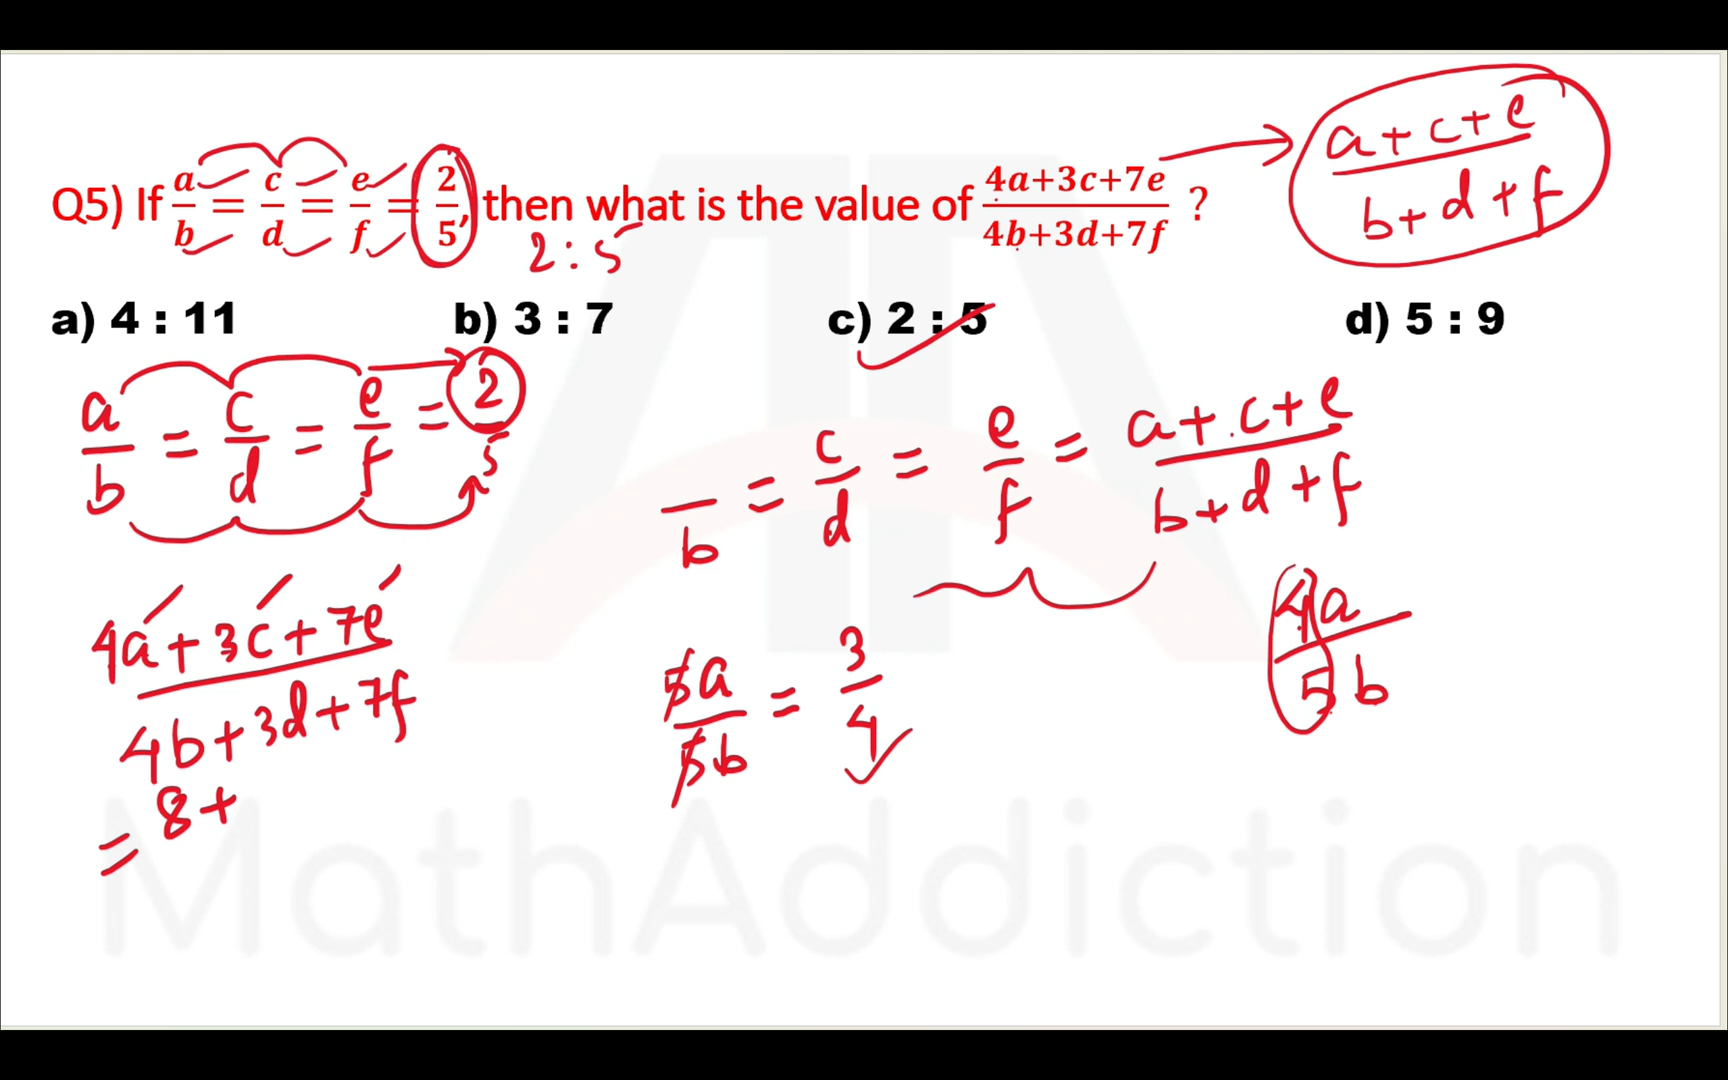 Q5) If a/b = c/d = e/f = 2/5, then what is the value of (4a+3c+7e)/(4b+3d+7f) ?
(a+c+e)/(b+d+f)
2:5
a) 4 : 11 b) 3 : 7 c) 2 : 5 d) 5 : 9
a/b = c/d = e/f = 2/5
/b = c/d = e/f = (a+c+e)/(b+d+f)
(4a+3c+7e)/(4b+3d+7f)
5a/5b = 3/4
4a/5b
= 8+
MathAddiction